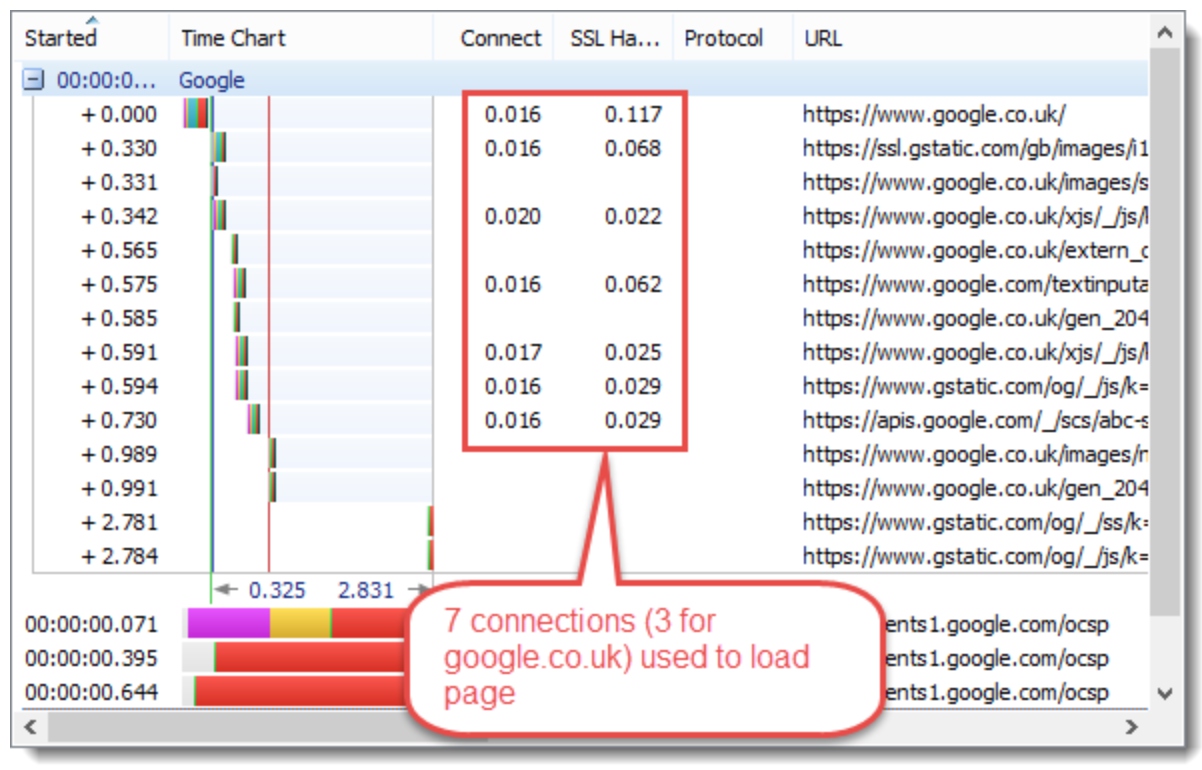 Started Time Chart Connect SSL Ha... Protocol URL
00:00:0... Google
+ 0.000 0.016 0.117 https://www.google.co.uk/
+ 0.330 0.016 0.068 https://ssl.gstatic.com/gb/images/i1
+ 0.331 https://www.google.co.uk/images/s
+ 0.342 0.020 0.022 https://www.google.co.uk/xjs/_/js/
+ 0.565 https://www.google.co.uk/extern_c
+ 0.575 0.016 0.062 https://www.google.com/textinputa
+ 0.585 https://www.google.co.uk/gen_204
+ 0.591 0.017 0.025 https://www.google.co.uk/xjs/_/js/
+ 0.594 0.016 0.029 https://www.gstatic.com/og/_/js/k=
+ 0.730 0.016 0.029 https://apis.google.com/_/scs/abc-s
+ 0.989 https://www.google.co.uk/images/n
+ 0.991 https://www.google.co.uk/gen_204
+ 2.781 https://www.gstatic.com/og/_/ss/k=
+ 2.784 https://www.gstatic.com/og/_/js/k=
0.325 2.831
00:00:00.071 ents1.google.com/ocsp
00:00:00.395 ents1.google.com/ocsp
00:00:00.644 ents1.google.com/ocsp
7 connections (3 for
google.co.uk) used to load
page